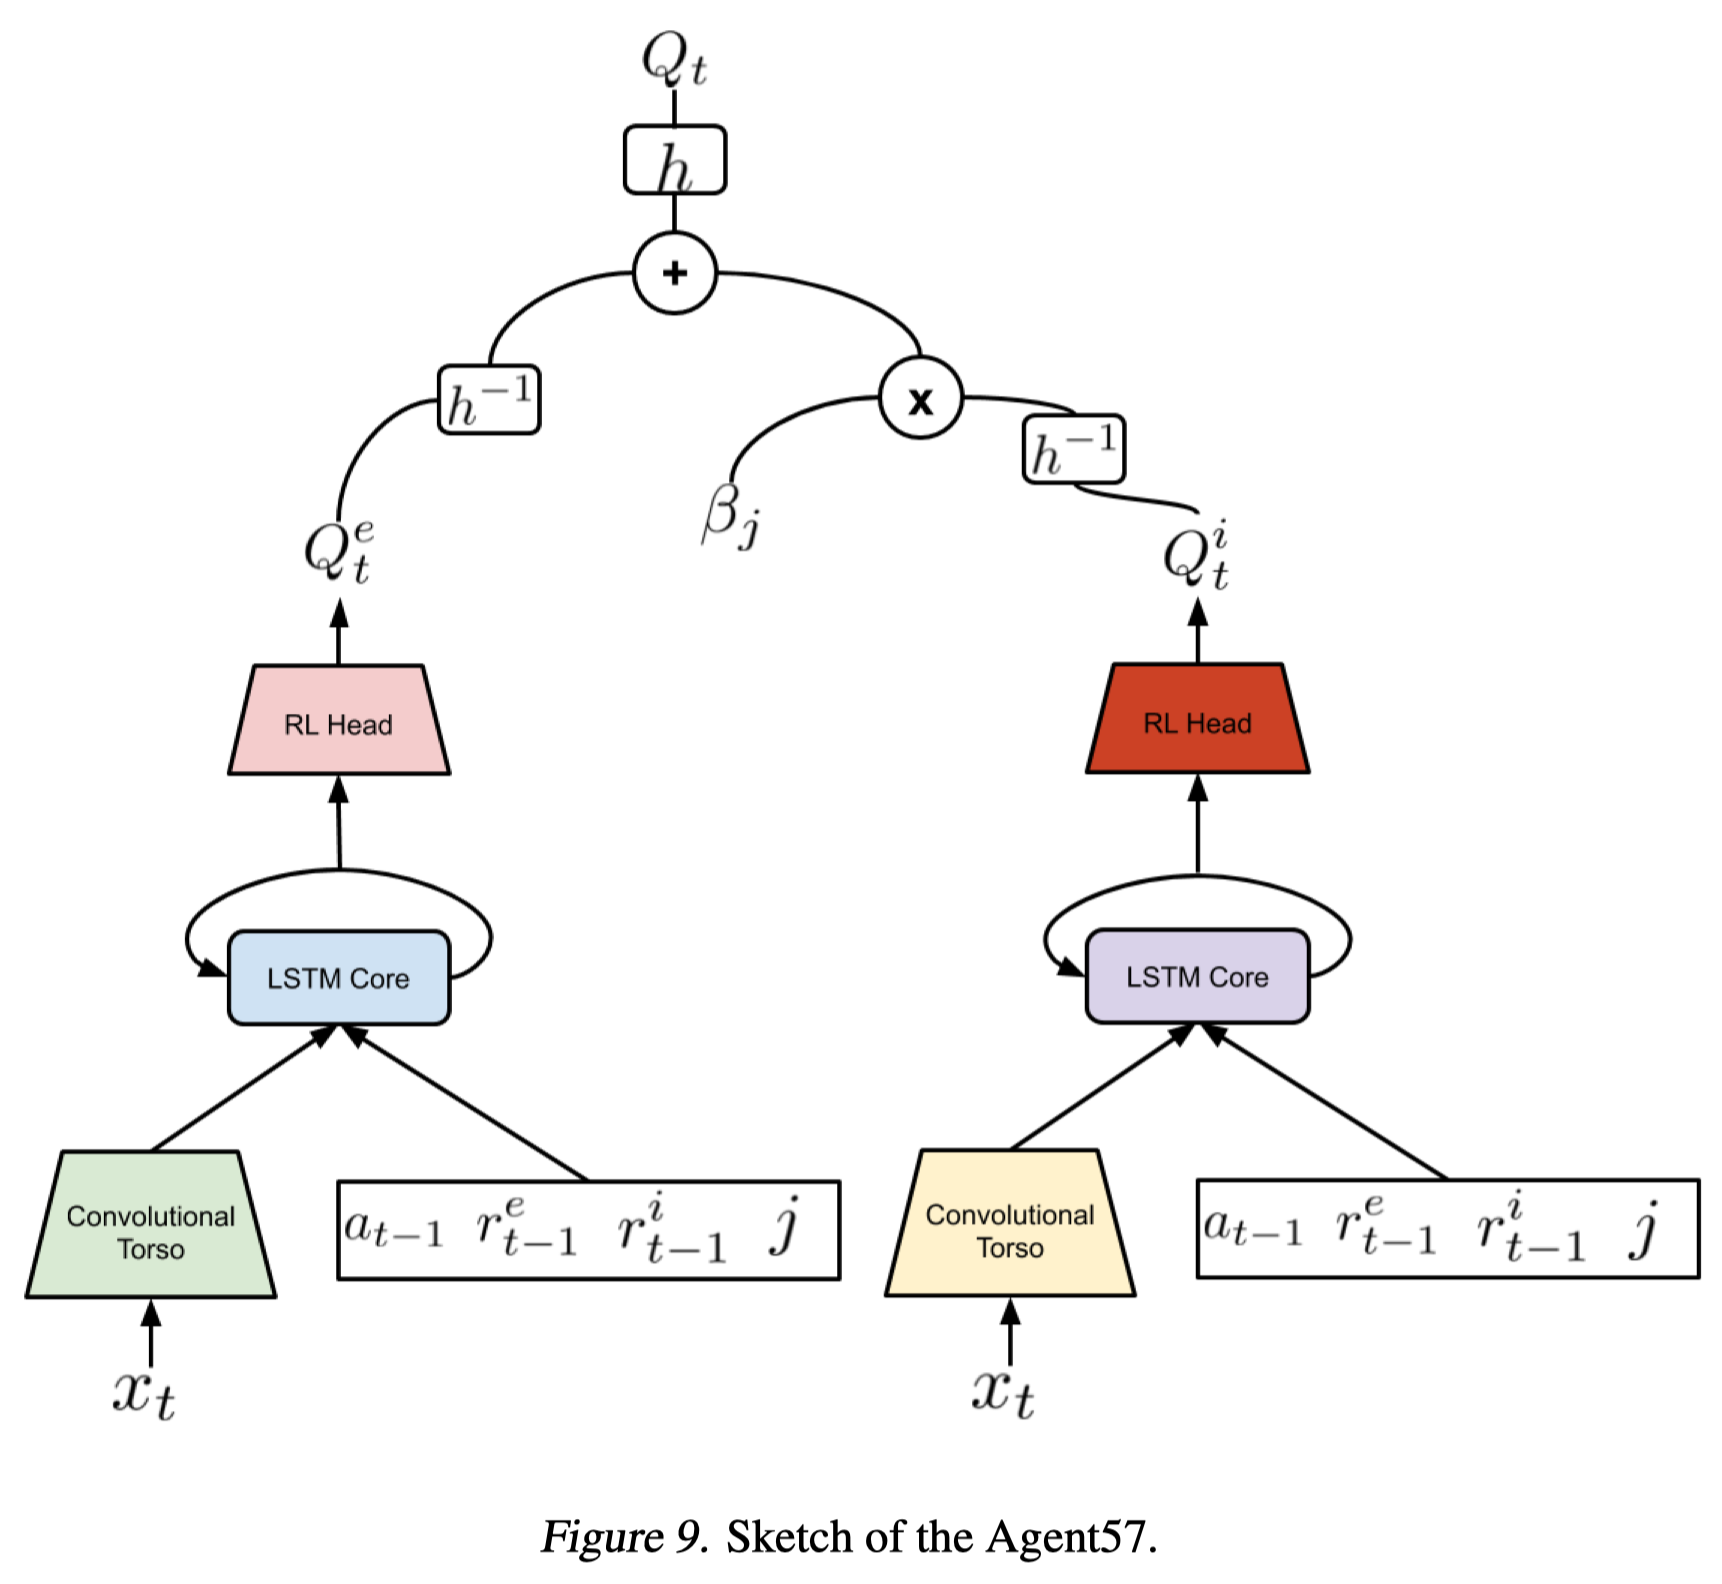 Q_t
h
+
h^{-1}
x
h^{-1}
β_j
Q_t^e
Q_t^i
RL Head
RL Head
LSTM Core
LSTM Core
Convolutional
Torso
a_{t-1} r_{t-1}^e r_{t-1}^i j
Convolutional
Torso
a_{t-1} r_{t-1}^e r_{t-1}^i j
x_t
x_t
Figure 9. Sketch of the Agent57.